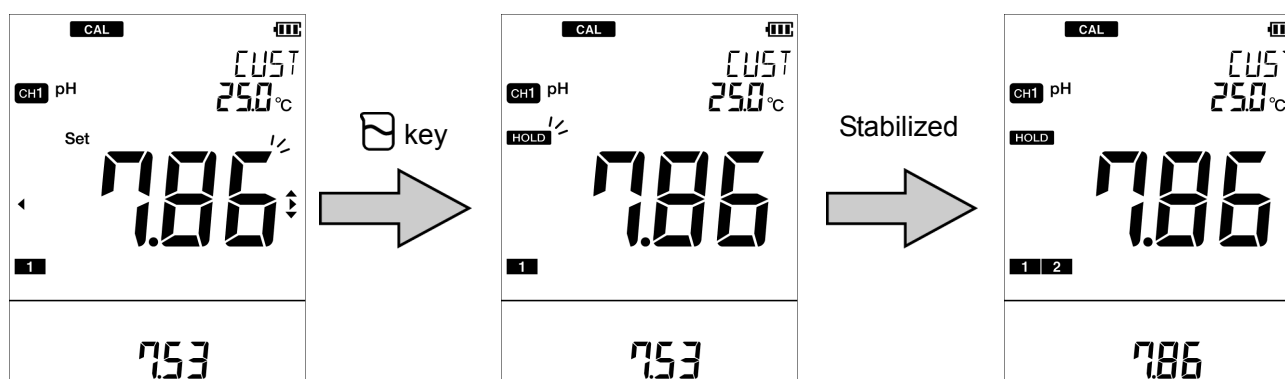 CAL
CUST
CH1 pH
25.0 °C
Set
7.86
1
7.53
key
CAL
CUST
CH1 pH
25.0 °C
HOLD
7.86
1
7.53
Stabilized
CAL
CUST
CH1 pH
25.0 °C
HOLD
7.86
1 2
7.86